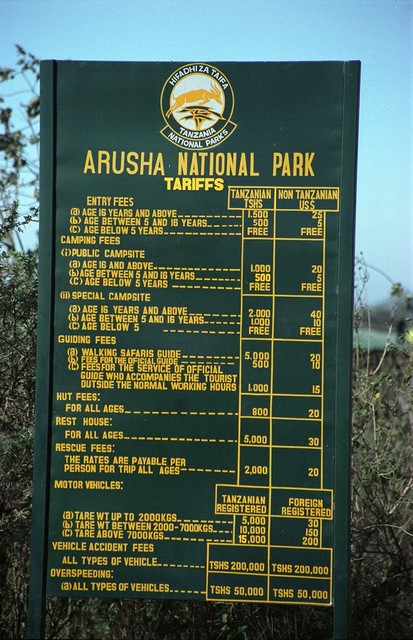 HIFADHI ZA TAIFA
TANZANIA
NATIONAL PARKS
ARUSHA NATIONAL PARK
TARIFFS
ENTRY FEES TANZANIAN TSHS NON TANZANIAN US$
(a) AGE 16 YEARS AND ABOVE 1.500 25
(b) AGE BETWEEN 5 AND 16 YEARS 500 5
(C) AGE BELOW 5 YEARS FREE FREE
CAMPING FEES
(i) PUBLIC CAMPSITE
(a) AGE 16 AND ABOVE 1.000 20
(b) AGE BETWEEN 5 AND 16 YEARS 500 5
(C) AGE BELOW 5 YEARS FREE FREE
(ii) SPECIAL CAMPSITE
(a) AGE 16 YEARS AND ABOVE 2.000 40
(b) AGE BETWEEN 5 AND 16 YEARS 1.000 10
(C) AGE BELOW 5 FREE FREE
GUIDING FEES
(a) WALKING SAFARIS GUIDE 5.000 20
(b) FEES FOR THE OFICIAL GUIDE 500 10
(C) FEES FOR THE SERVICE OF OFFICIAL
GUIDE WHO ACCOMPANIES THE TOURIST
OUTSIDE THE NORMAL WORKING HOURS 1.000 15
HUT FEES:
FOR ALL AGES 800 20
REST HOUSE:
FOR ALL AGES 5,000 30
RESCUE FEES:
THE RATES ARE PAYABLE PER
PERSON FOR TRIP ALL AGES 2,000 20
MOTOR VEHICLES: TANZANIAN REGISTERED FOREIGN REGISTERED
(a) TARE WT UP TO 2000KGS 5,000 30
(b) TARE WT BETWEEN 2000-7000KGS 10,000 150
(C) TARE ABOVE 7000KGS 15,000 200
VEHICLE ACCIDENT FEES
ALL TYPES OF VEHICLE TSHS 200,000 TSHS 200,000
OVERSPEEDING:
(a) ALL TYPES OF VEHICLES TSHS 50,000 TSHS 50,000